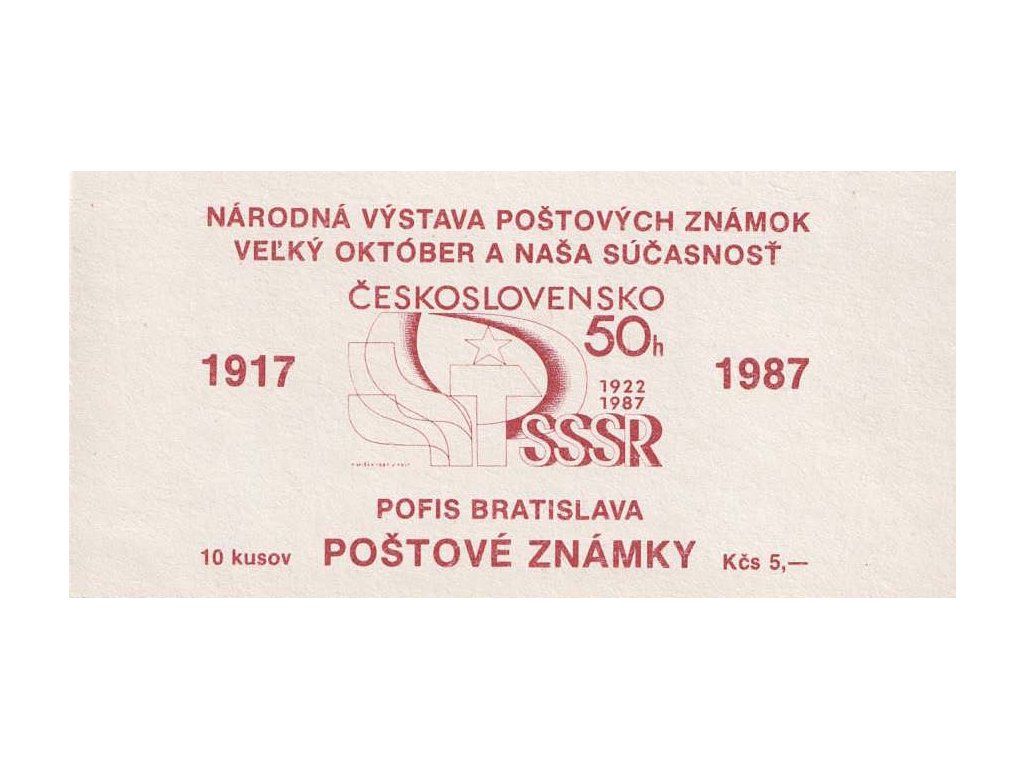 NÁRODNÁ VÝSTAVA POŠTOVÝCH ZNÁMOK
VEĽKÝ OKTÓBER A NAŠA SÚČASNOSŤ
ČESKOSLOVENSKO
50h
1917
1987
1922
1987
SSSR
POFIS BRATISLAVA
10 kusov POŠTOVÉ ZNÁMKY Kčs 5,—